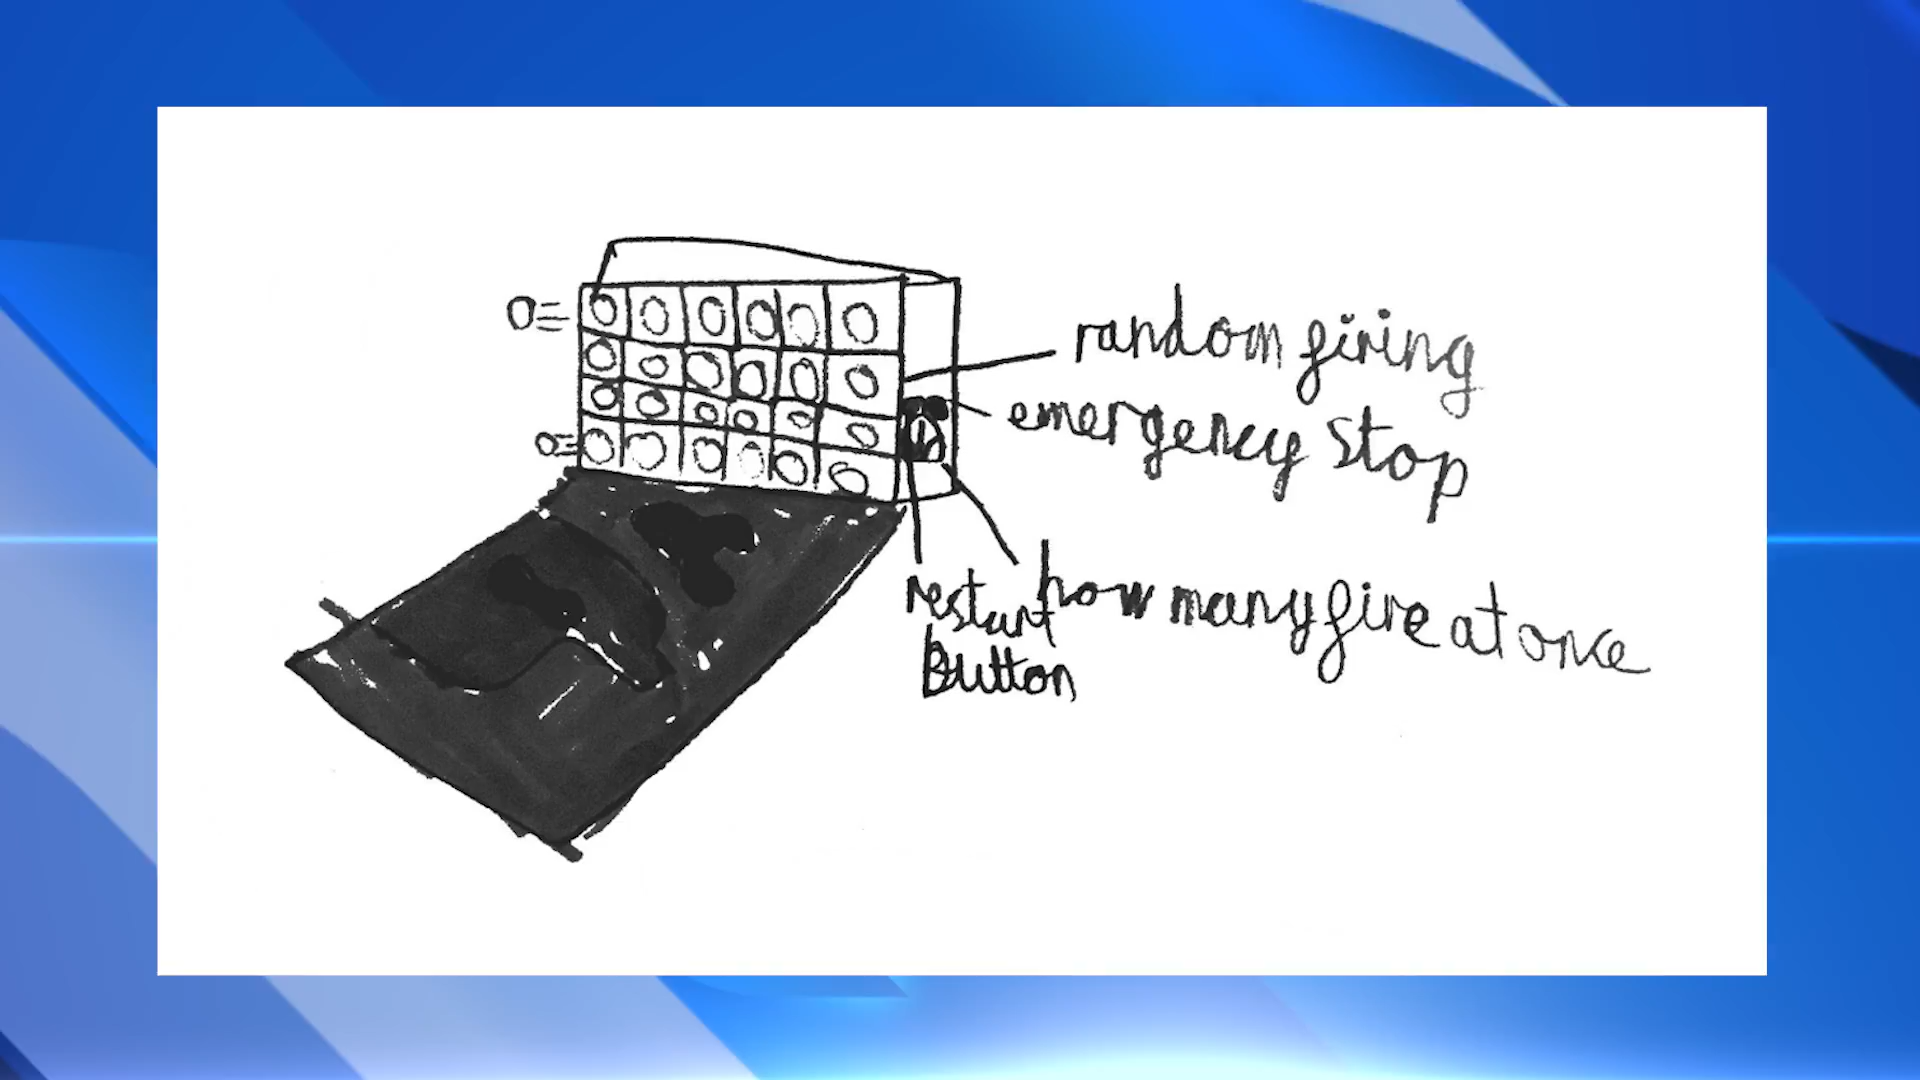 random firing
emergency stop
how many fire at once
restart
button